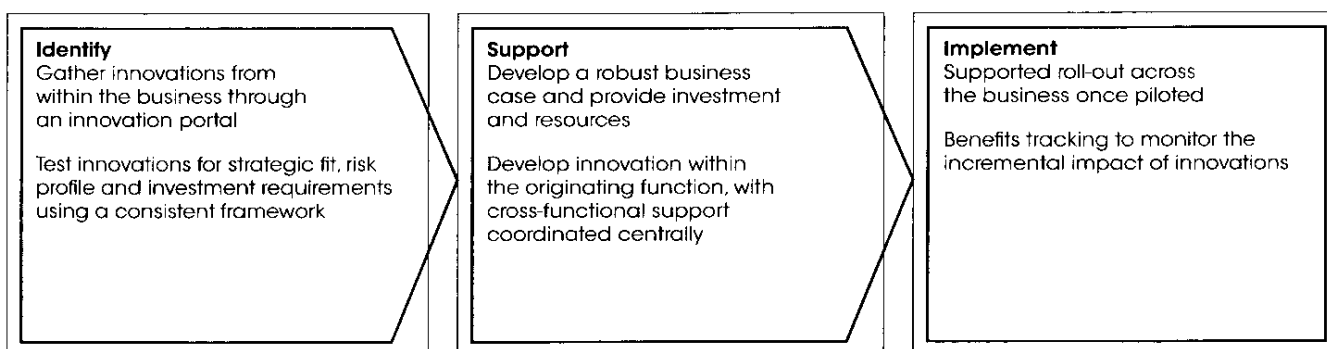 Identify
Gather innovations from
within the business through
an innovation portal
Test innovations for strategic fit, risk
profile and investment requirements
using a consistent framework
Support
Develop a robust business
case and provide investment
and resources
Develop innovation within
the originating function, with
cross-functional support
coordinated centrally
Implement
Supported roll-out across
the business once piloted
Benefits tracking to monitor the
incremental impact of innovations